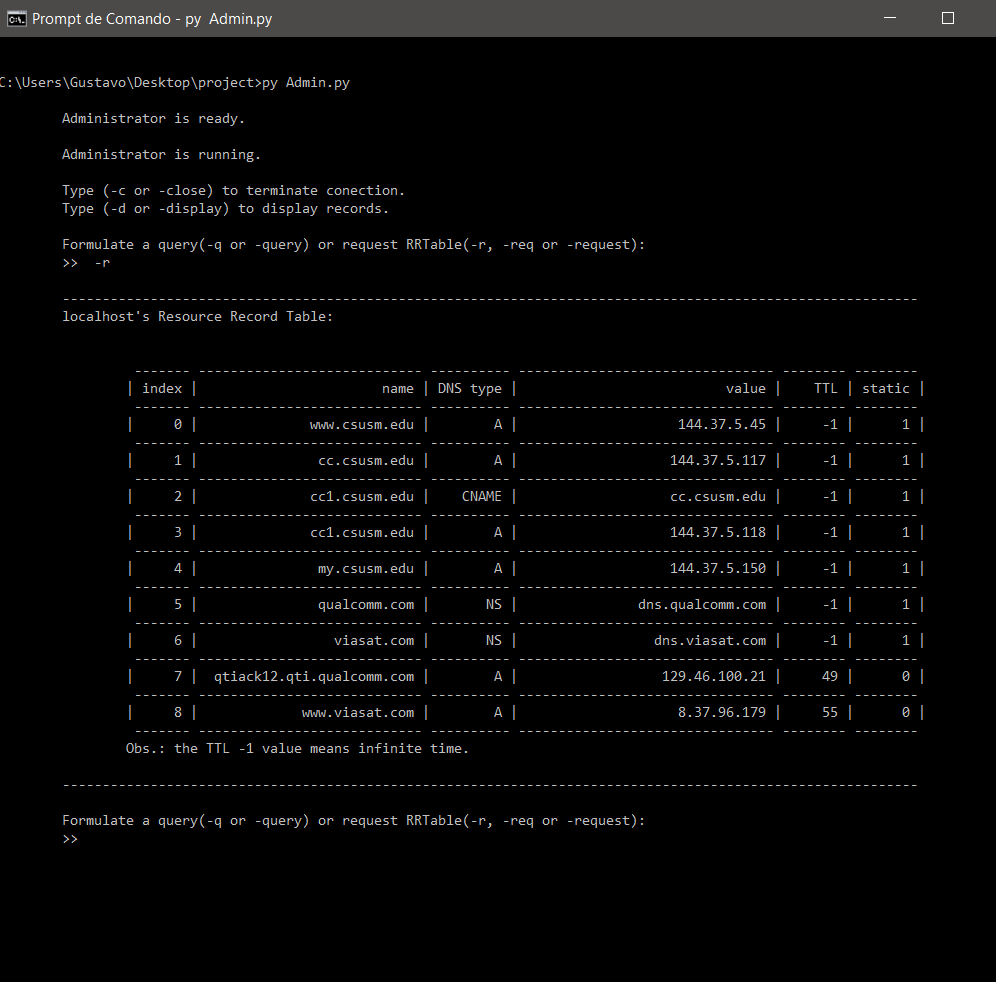 Prompt de Comando - py  Admin.py
C:\Users\Gustavo\Desktop\project>py Admin.py
Administrator is ready.
Administrator is running.
Type (-c or -close) to terminate conection.
Type (-d or -display) to display records.
Formulate a query(-q or -query) or request RRTable(-r, -req or -request):
>>  -r
-----------------------------------------------------------------------------------------------------------
localhost's Resource Record Table:
 ------- ---------------------------- ---------- -------------------------------- -------- --------
| index |                       name | DNS type |                          value |    TTL | static |
 ------- ---------------------------- ---------- -------------------------------- -------- --------
|     0 |              www.csusm.edu |        A |                    144.37.5.45 |     -1 |      1 |
 ------- ---------------------------- ---------- -------------------------------- -------- --------
|     1 |               cc.csusm.edu |        A |                   144.37.5.117 |     -1 |      1 |
 ------- ---------------------------- ---------- -------------------------------- -------- --------
|     2 |              cc1.csusm.edu |    CNAME |                   cc.csusm.edu |     -1 |      1 |
 ------- ---------------------------- ---------- -------------------------------- -------- --------
|     3 |              cc1.csusm.edu |        A |                   144.37.5.118 |     -1 |      1 |
 ------- ---------------------------- ---------- -------------------------------- -------- --------
|     4 |               my.csusm.edu |        A |                   144.37.5.150 |     -1 |      1 |
 ------- ---------------------------- ---------- -------------------------------- -------- --------
|     5 |               qualcomm.com |       NS |               dns.qualcomm.com |     -1 |      1 |
 ------- ---------------------------- ---------- -------------------------------- -------- --------
|     6 |                 viasat.com |       NS |                 dns.viasat.com |     -1 |      1 |
 ------- ---------------------------- ---------- -------------------------------- -------- --------
|     7 |  qtiack12.qti.qualcomm.com |        A |                  129.46.100.21 |     49 |      0 |
 ------- ---------------------------- ---------- -------------------------------- -------- --------
|     8 |             www.viasat.com |        A |                    8.37.96.179 |     55 |      0 |
 ------- ---------------------------- ---------- -------------------------------- -------- --------
Obs.: the TTL -1 value means infinite time.
-----------------------------------------------------------------------------------------------------------
Formulate a query(-q or -query) or request RRTable(-r, -req or -request):
>>